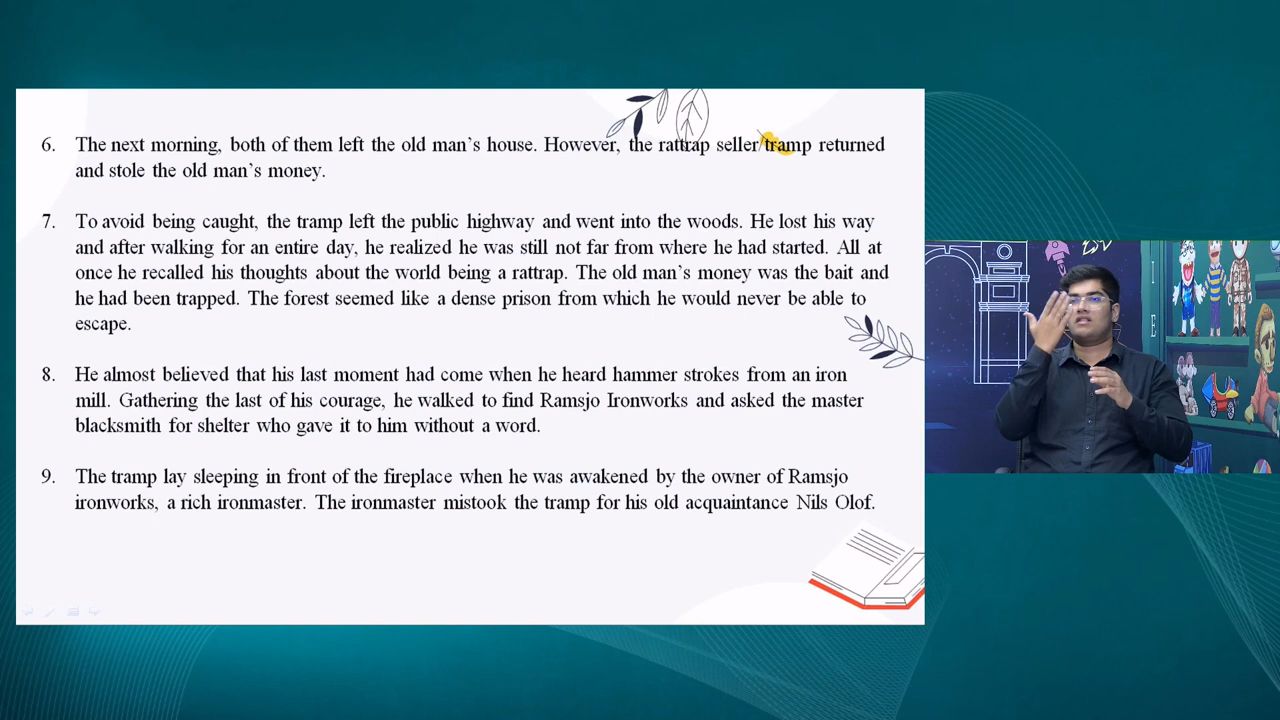 6. The next morning, both of them left the old man's house. However, the rattrap seller/tramp returned
and stole the old man's money.
7. To avoid being caught, the tramp left the public highway and went into the woods. He lost his way
and after walking for an entire day, he realized he was still not far from where he had started. All at
once he recalled his thoughts about the world being a rattrap. The old man's money was the bait and
he had been trapped. The forest seemed like a dense prison from which he would never be able to
escape.
8. He almost believed that his last moment had come when he heard hammer strokes from an iron
mill. Gathering the last of his courage, he walked to find Ramsjo Ironworks and asked the master
blacksmith for shelter who gave it to him without a word.
9. The tramp lay sleeping in front of the fireplace when he was awakened by the owner of Ramsjo
ironworks, a rich ironmaster. The ironmaster mistook the tramp for his old acquaintance Nils Olof.